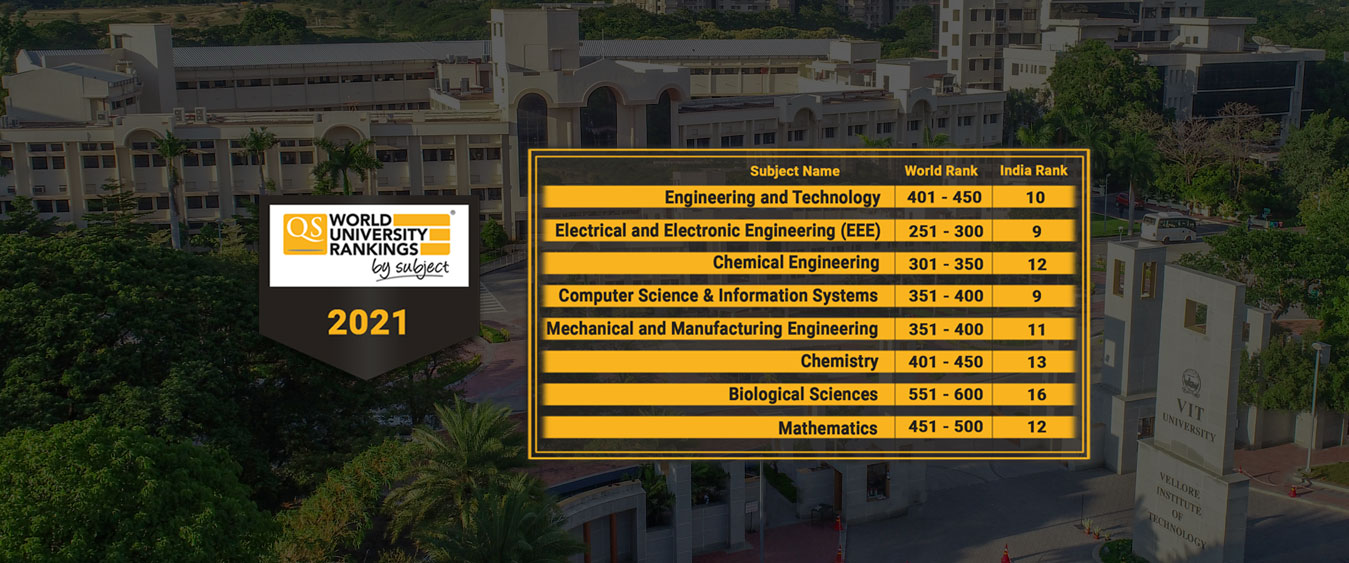 QS WORLD
UNIVERSITY
RANKINGS
by subject
®
2021
Subject Name World Rank India Rank
Engineering and Technology 401 - 450 10
Electrical and Electronic Engineering (EEE) 251 - 300 9
Chemical Engineering 301 - 350 12
Computer Science & Information Systems 351 - 400 9
Mechanical and Manufacturing Engineering 351 - 400 11
Chemistry 401 - 450 13
Biological Sciences 551 - 600 16
Mathematics 451 - 500 12
VIT
UNIVERSITY
VELLORE
INSTITUTE
OF
TECHNOLOGY